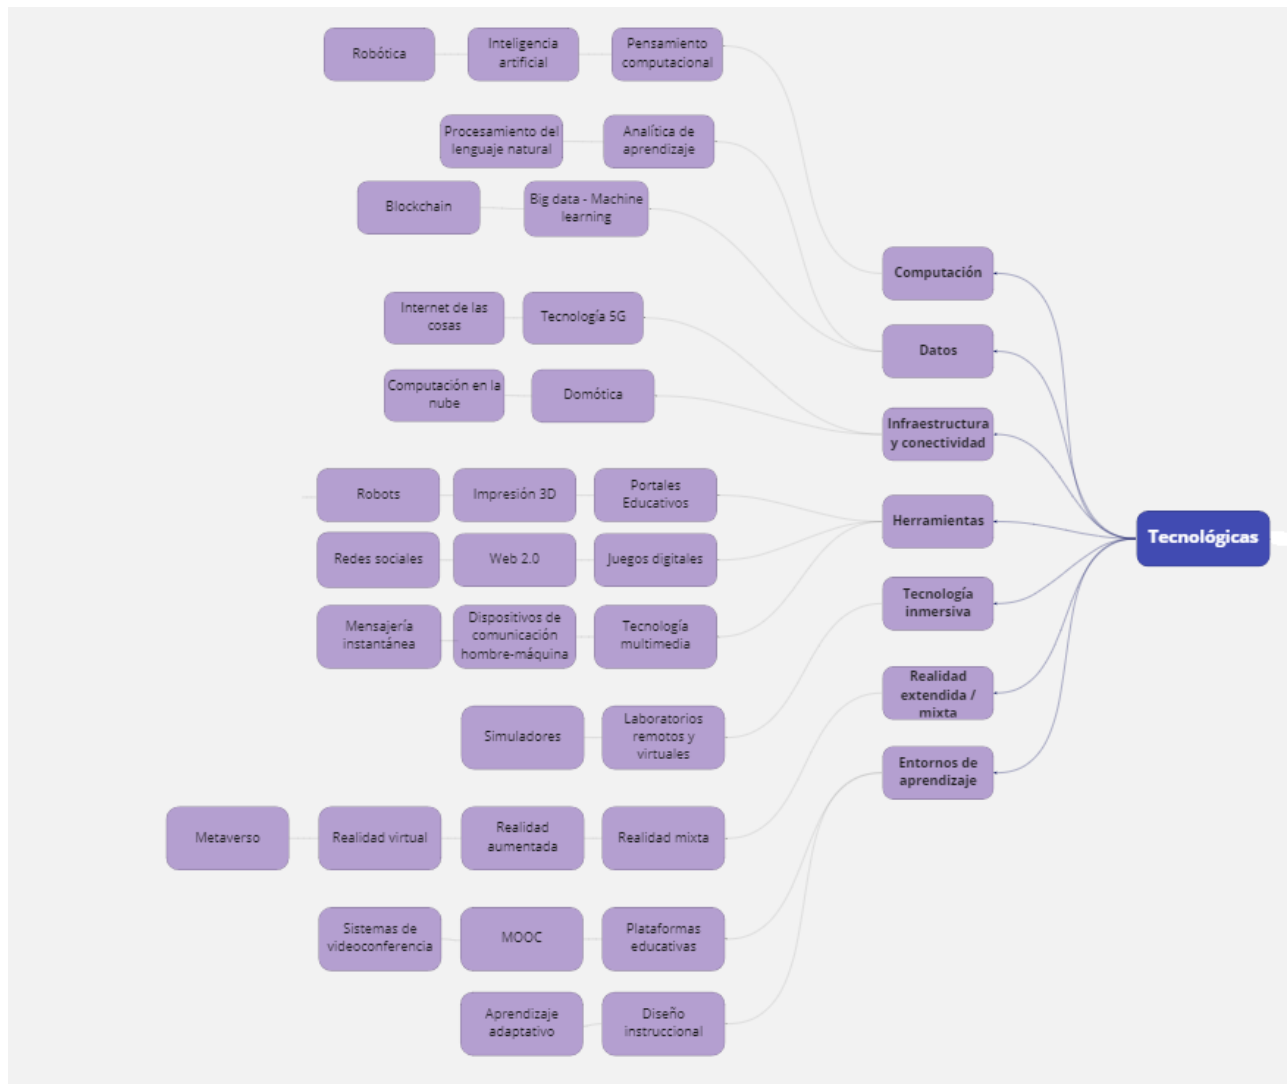 Robótica
Inteligencia
artificial
Pensamiento
computacional
Procesamiento del
lenguaje natural
Analítica de
aprendizaje
Blockchain
Big data - Machine
learning
Computación
Internet de las
cosas
Tecnología 5G
Datos
Computación en la
nube
Domótica
Infraestructura
y conectividad
Robots
Impresión 3D
Portales
Educativos
Herramientas
Tecnológicas
Redes sociales
Web 2.0
Juegos digitales
Tecnología
inmersiva
Mensajería
instantánea
Dispositivos de
comunicación
hombre-máquina
Tecnología
multimedia
Realidad
extendida /
mixta
Simuladores
Laboratorios
remotos y
virtuales
Entornos de
aprendizaje
Metaverso
Realidad virtual
Realidad
aumentada
Realidad mixta
Sistemas de
videoconferencia
MOOC
Plataformas
educativas
Aprendizaje
adaptativo
Diseño
instruccional